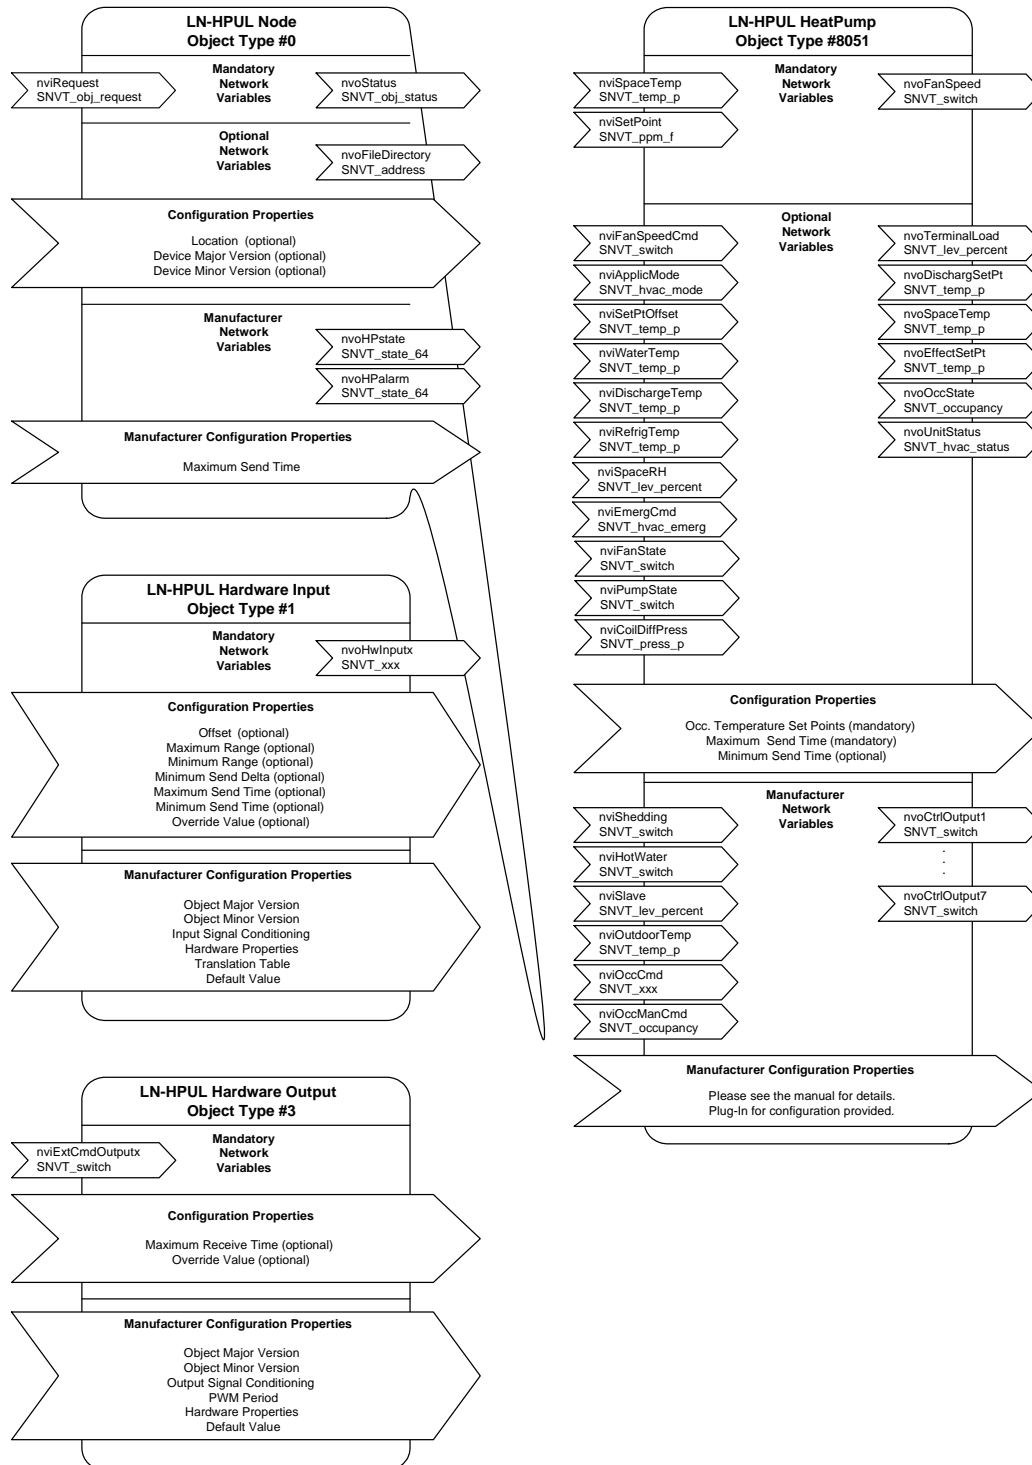 LN-HPUL Node
Object Type #0
Mandatory
Network
Variables
nviRequest
SNVT_obj_request
nvoStatus
SNVT_obj_status
Optional
Network
Variables
nvoFileDirectory
SNVT_address
Configuration Properties
Location  (optional)
Device Major Version (optional)
Device Minor Version (optional)
Manufacturer
Network
Variables
nvoHPstate
SNVT_state_64
nvoHPalarm
SNVT_state_64
Manufacturer Configuration Properties
Maximum Send Time
LN-HPUL Hardware Input
Object Type #1
Mandatory
Network
Variables
nvoHwInputx
SNVT_xxx
Configuration Properties
Offset  (optional)
Maximum Range (optional)
Minimum Range (optional)
Minimum Send Delta (optional)
Maximum Send Time (optional)
Minimum Send Time (optional)
Override Value (optional)
Manufacturer Configuration Properties
Object Major Version
Object Minor Version
Input Signal Conditioning
Hardware Properties
Translation Table
Default Value
LN-HPUL Hardware Output
Object Type #3
Mandatory
Network
Variables
nviExtCmdOutputx
SNVT_switch
Configuration Properties
Maximum Receive Time (optional)
Override Value (optional)
Manufacturer Configuration Properties
Object Major Version
Object Minor Version
Output Signal Conditioning
PWM Period
Hardware Properties
Default Value
LN-HPUL HeatPump
Object Type #8051
Mandatory
Network
Variables
nviSpaceTemp
SNVT_temp_p
nviSetPoint
SNVT_ppm_f
nvoFanSpeed
SNVT_switch
Optional
Network
Variables
nviFanSpeedCmd
SNVT_switch
nviApplicMode
SNVT_hvac_mode
nviSetPtOffset
SNVT_temp_p
nviWaterTemp
SNVT_temp_p
nviDischargeTemp
SNVT_temp_p
nviRefrigTemp
SNVT_temp_p
nviSpaceRH
SNVT_lev_percent
nviEmergCmd
SNVT_hvac_emerg
nviFanState
SNVT_switch
nviPumpState
SNVT_switch
nviCoilDiffPress
SNVT_press_p
nvoTerminalLoad
SNVT_lev_percent
nvoDischargSetPt
SNVT_temp_p
nvoSpaceTemp
SNVT_temp_p
nvoEffectSetPt
SNVT_temp_p
nvoOccState
SNVT_occupancy
nvoUnitStatus
SNVT_hvac_status
Configuration Properties
Occ. Temperature Set Points (mandatory)
Maximum  Send Time (mandatory)
Minimum Send Time (optional)
Manufacturer
Network
Variables
nviShedding
SNVT_switch
nviHotWater
SNVT_switch
nviSlave
SNVT_lev_percent
nviOutdoorTemp
SNVT_temp_p
nviOccCmd
SNVT_xxx
nviOccManCmd
SNVT_occupancy
nvoCtrlOutput1
SNVT_switch
.
.
.
nvoCtrlOutput7
SNVT_switch
Manufacturer Configuration Properties
Please see the manual for details.
Plug-In for configuration provided.